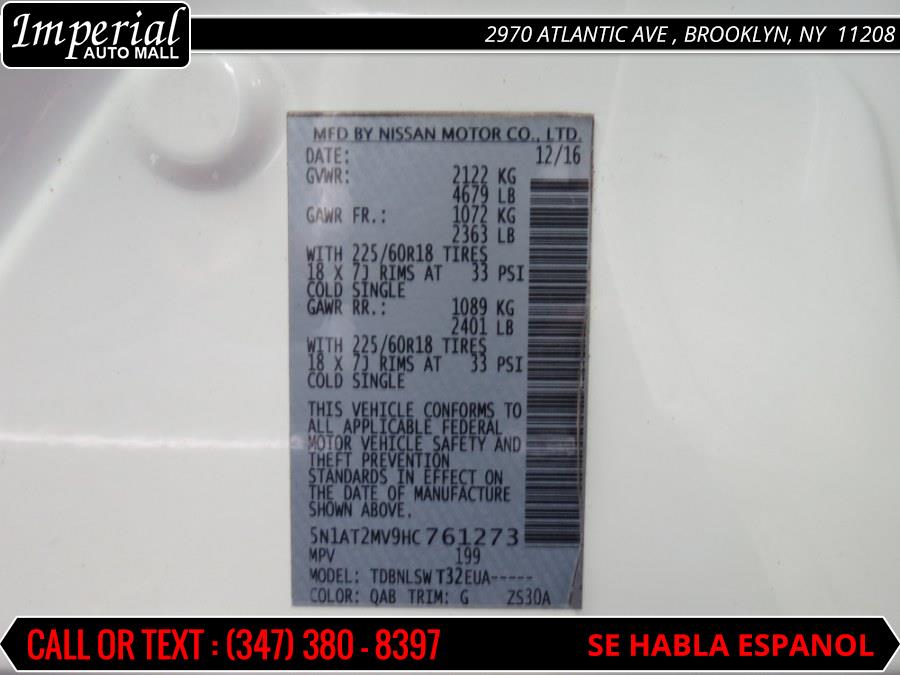 Imperial
AUTO MALL
2970 ATLANTIC AVE , BROOKLYN, NY 11208
MFD BY NISSAN MOTOR CO., LTD.
DATE: 12/16
GVWR: 2122 KG
4679 LB
GAWR FR.: 1072 KG
2363 LB
WITH 225/60R18 TIRES
18 X 7J RIMS AT 33 PSI
COLD SINGLE
GAWR RR.: 1089 KG
2401 LB
WITH 225/60R18 TIRES
18 X 7J RIMS AT 33 PSI
COLD SINGLE
THIS VEHICLE CONFORMS TO
ALL APPLICABLE FEDERAL
MOTOR VEHICLE SAFETY AND
THEFT PREVENTION
STANDARDS IN EFFECT ON
THE DATE OF MANUFACTURE
SHOWN ABOVE.
5N1AT2MV9HC761273
MPV 199
MODEL: TDBNLSW T32EUA-----
COLOR: QAB TRIM: G ZS30A
CALL OR TEXT : (347) 380 - 8397
SE HABLA ESPANOL